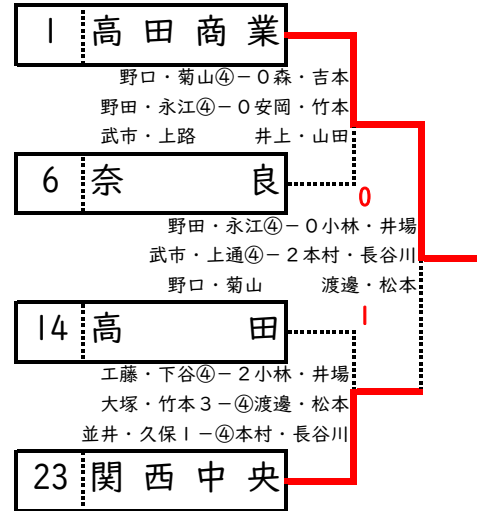 1 高田商業
野口・菊山④－０森・吉本
野田・永江④－０安岡・竹本
武市・上路　　井上・山田
6 奈良
0
野田・永江④－０小林・井場
武市・上通④－２本村・長谷川
野口・菊山　　渡邊・松本
1
14 高田
工藤・下谷④－２小林・井場
大塚・竹本３－④渡邊・松本
並井・久保１－④本村・長谷川
23 関西中央